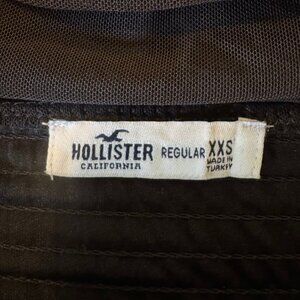 HOLLISTER
CALIFORNIA
REGULAR XXS
MADE IN
TURKEY